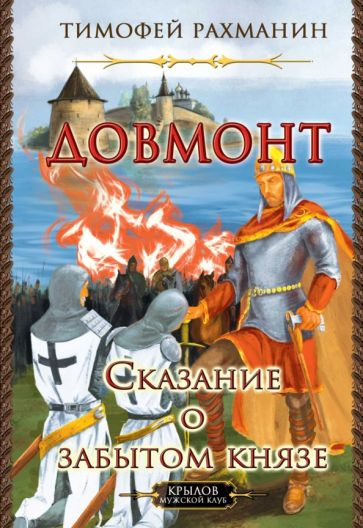 ТИМОФЕЙ РАХМАНИН
ДОВМОНТ
СКАЗАНИЕ
О
ЗАБЫТОМ КНЯЗЕ
КРЫЛОВ
МУЖСКОЙ КЛУБ